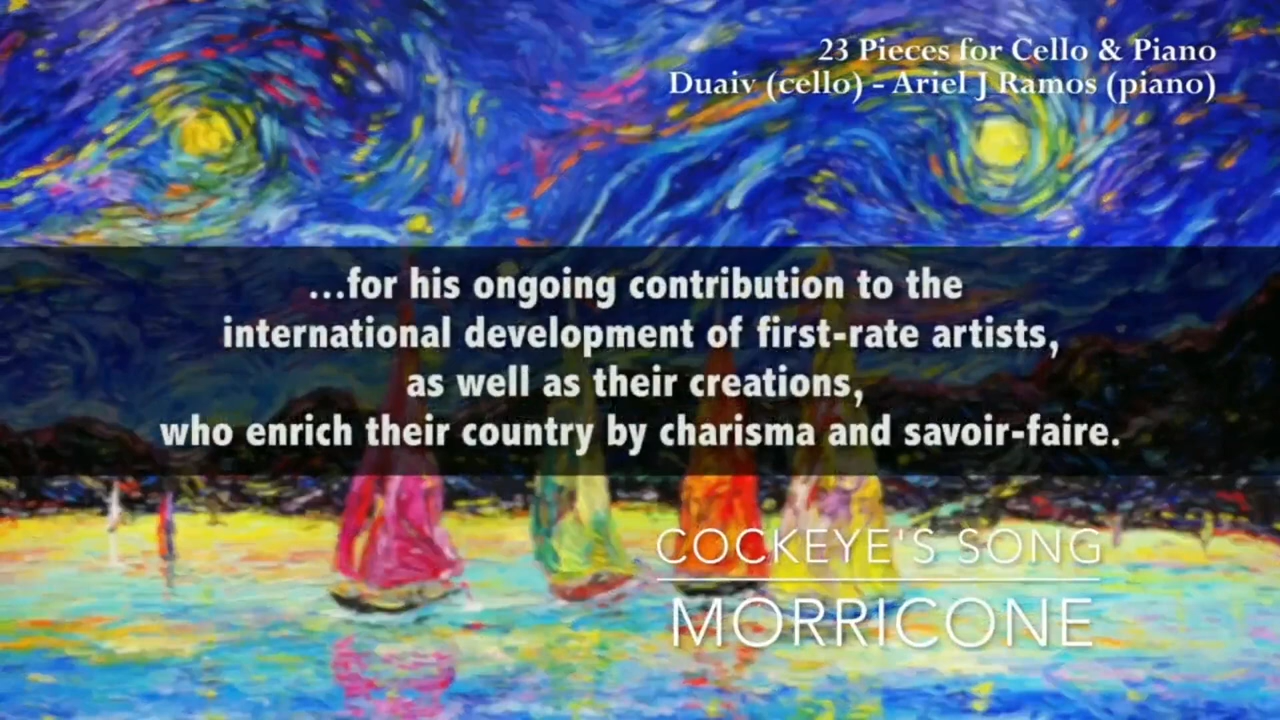 23 Pieces for Cello & Piano
Duaiv (cello) - Ariel J Ramos (piano)
...for his ongoing contribution to the
international development of first-rate artists,
as well as their creations,
who enrich their country by charisma and savoir-faire.
COCKEYE'S SONG
MORRICONE